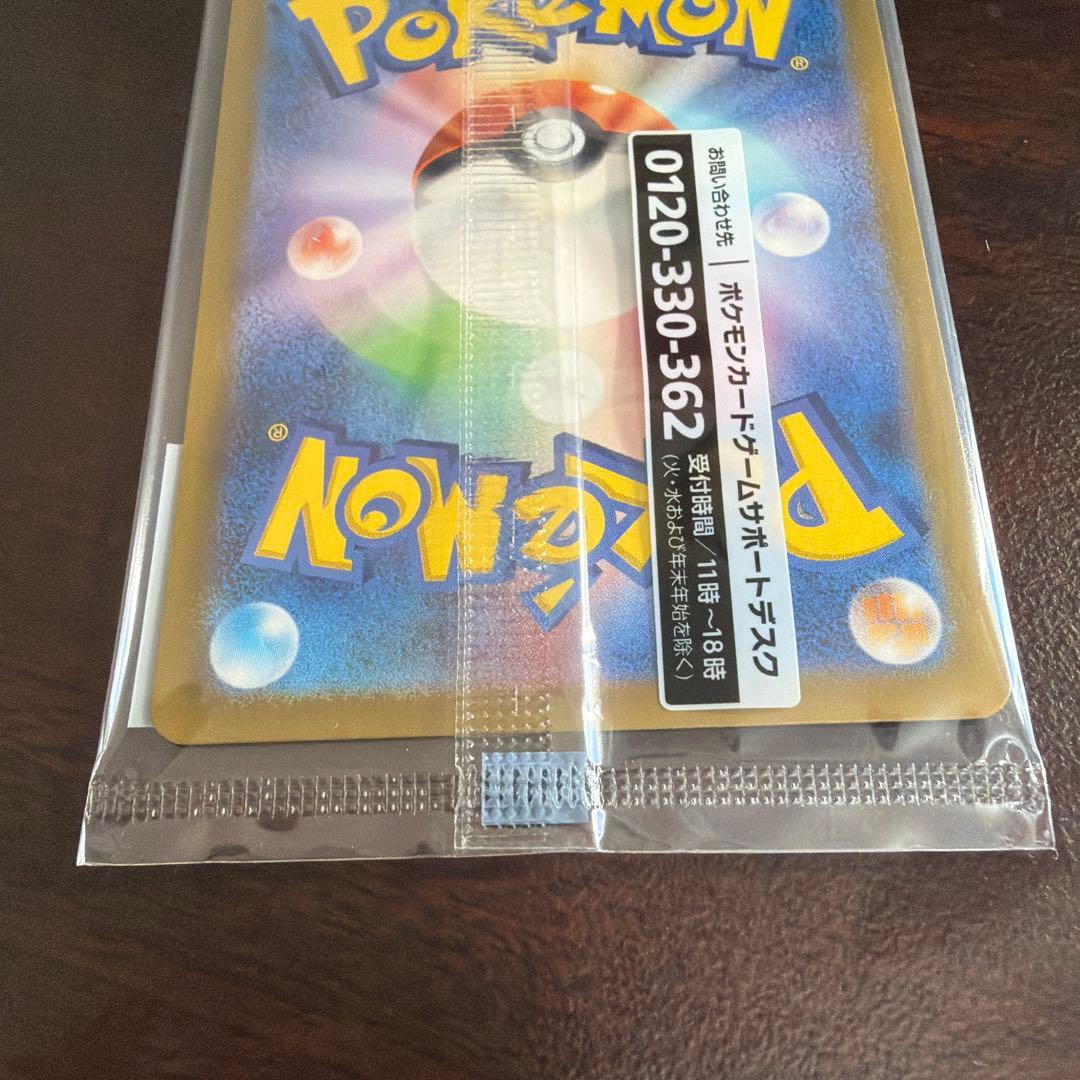 POKéMON
®
お問い合わせ先 | ポケモンカードゲームサポートデスク
0120-330-362 受付時間/11時~18時
(火・水および年末年始を除く)
POKéMON
®